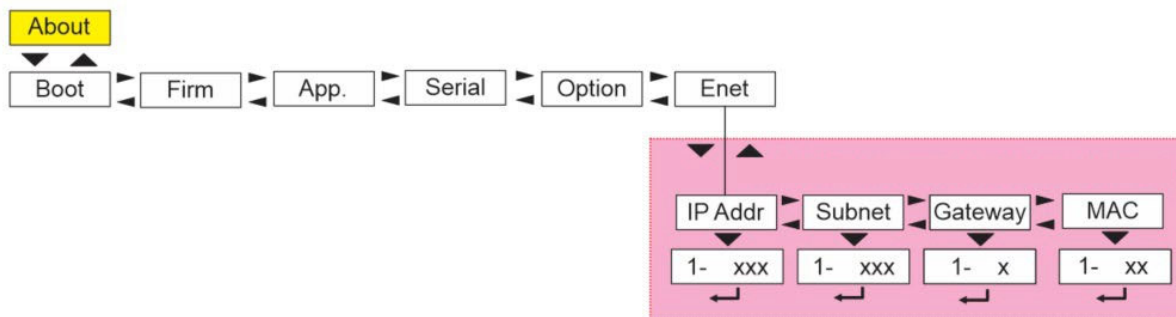 About
Boot Firm App. Serial Option Enet
IP Addr Subnet Gateway MAC
1- xxx 1- xxx 1- x 1- xx